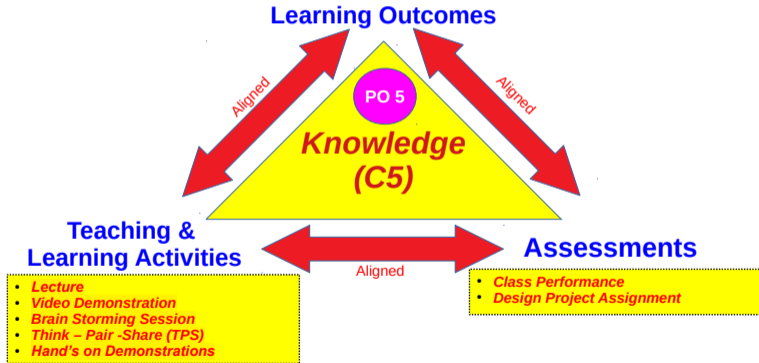 Learning Outcomes
Aligned
Aligned
PO 5
Knowledge
(C5)
Teaching &
Learning Activities
Aligned
Assessments
• Lecture
• Video Demonstration
• Brain Storming Session
• Think – Pair -Share (TPS)
• Hand's on Demonstrations
• Class Performance
• Design Project Assignment